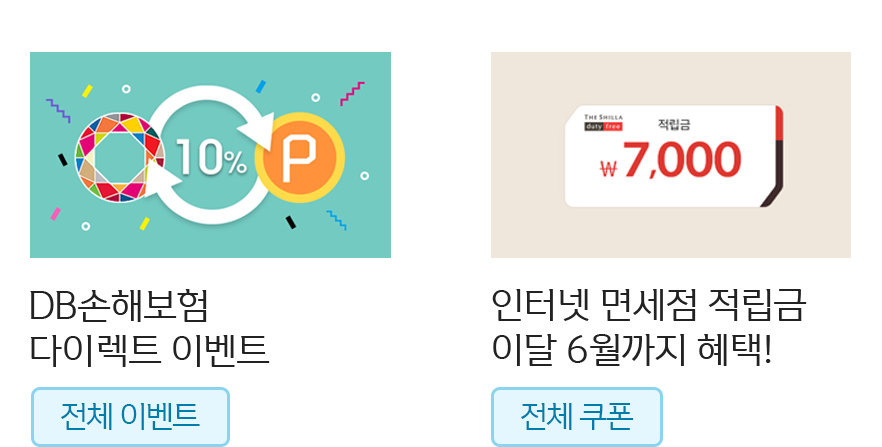 10%
P
DB손해보험
다이렉트 이벤트
전체 이벤트
THE SHILLA
duty free
적립금
₩7,000
인터넷 면세점 적립금
이달 6월까지 혜택!
전체 쿠폰